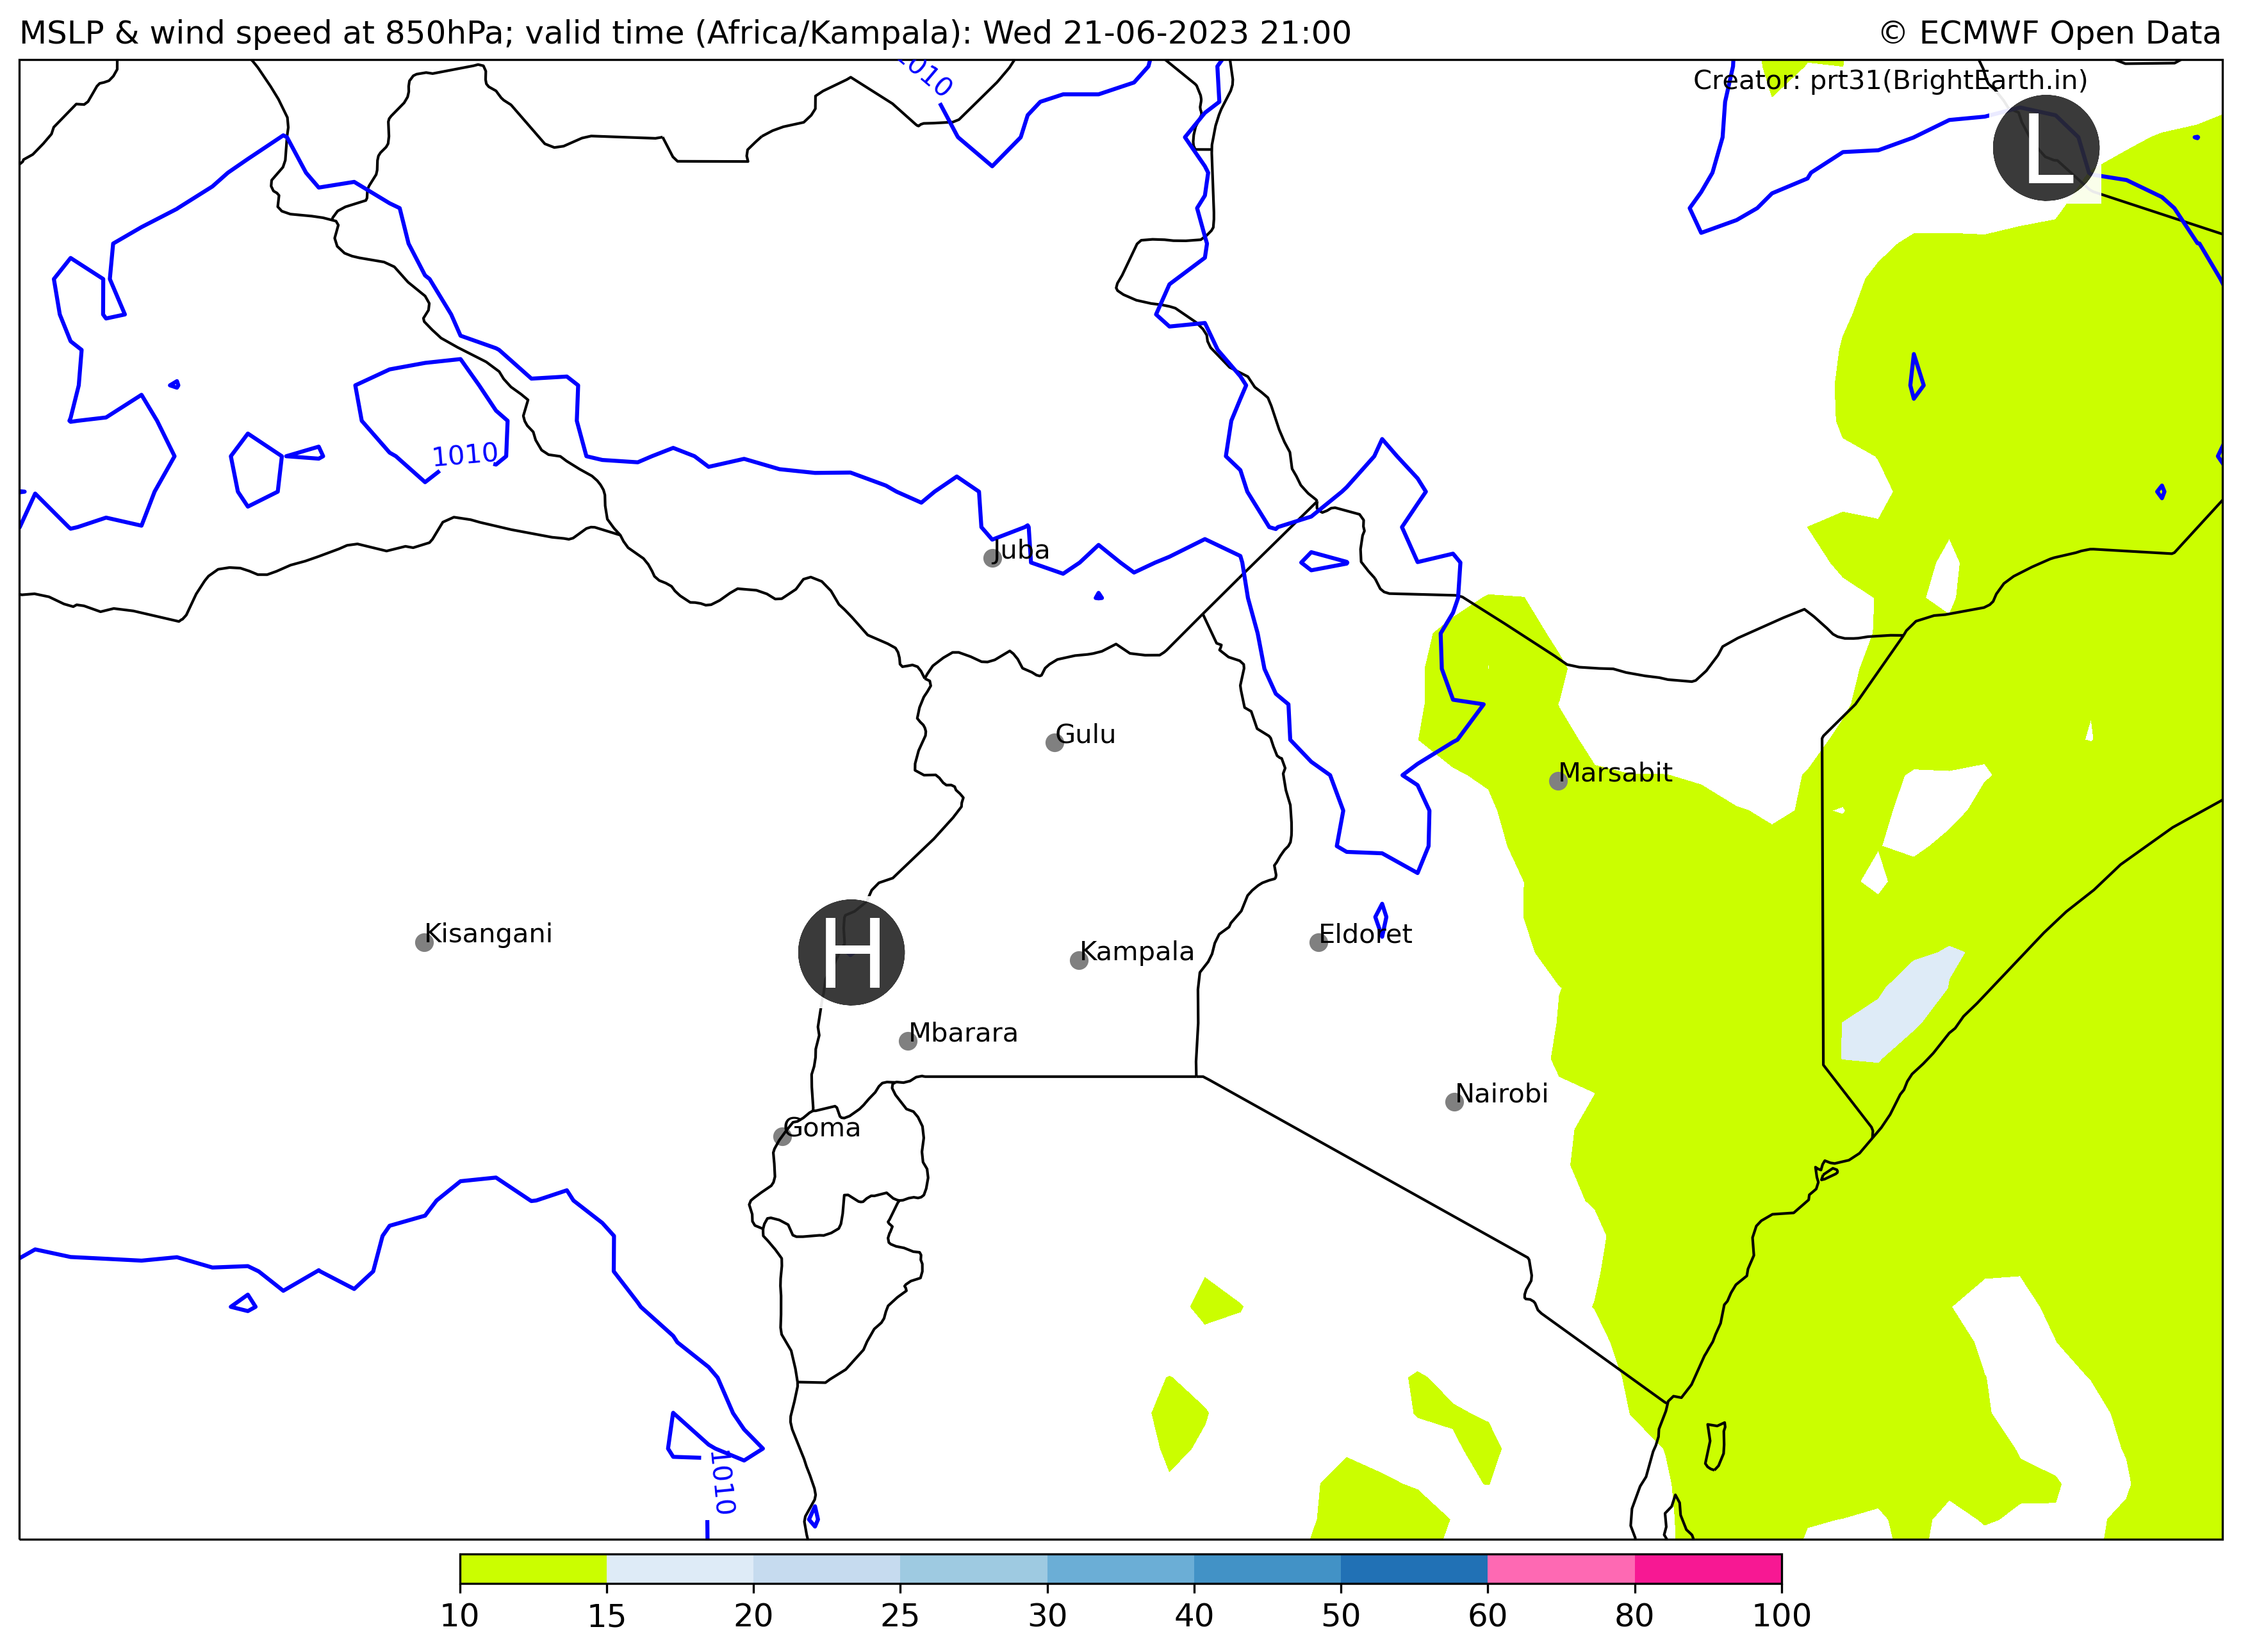 MSLP & wind speed at 850hPa; valid time (Africa/Kampala): Wed 21-06-2023 21:00
© ECMWF Open Data
1010
Creator: prt31(BrightEarth.in)
L
1010
Juba
Gulu
Marsabit
Kisangani
H
Kampala
Eldoret
Mbarara
Nairobi
Goma
1010
10 15 20 25 30 40 50 60 80 100